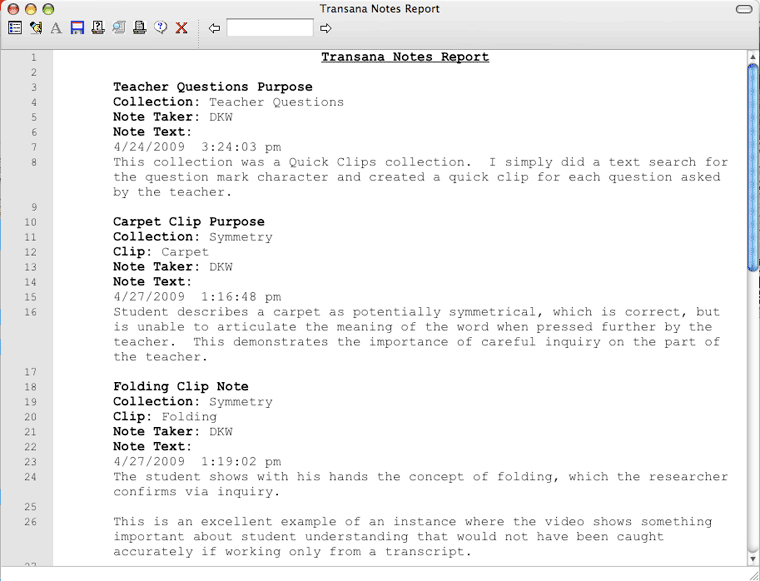 Transana Notes Report
1 Transana Notes Report
2
3 Teacher Questions Purpose
4 Collection: Teacher Questions
5 Note Taker: DKW
6 Note Text:
7 4/24/2009 3:24:03 pm
8 This collection was a Quick Clips collection. I simply did a text search for
the question mark character and created a quick clip for each question asked
by the teacher.
9
10 Carpet Clip Purpose
11 Collection: Symmetry
12 Clip: Carpet
13 Note Taker: DKW
14 Note Text:
15 4/27/2009 1:16:48 pm
16 Student describes a carpet as potentially symmetrical, which is correct, but
is unable to articulate the meaning of the word when pressed further by the
teacher. This demonstrates the importance of careful inquiry on the part of
the teacher.
17
18 Folding Clip Note
19 Collection: Symmetry
20 Clip: Folding
21 Note Taker: DKW
22 Note Text:
23 4/27/2009 1:19:02 pm
24 The student shows with his hands the concept of folding, which the researcher
confirms via inquiry.
25
26 This is an excellent example of an instance where the video shows something
important about student understanding that would not have been caught
accurately if working only from a transcript.